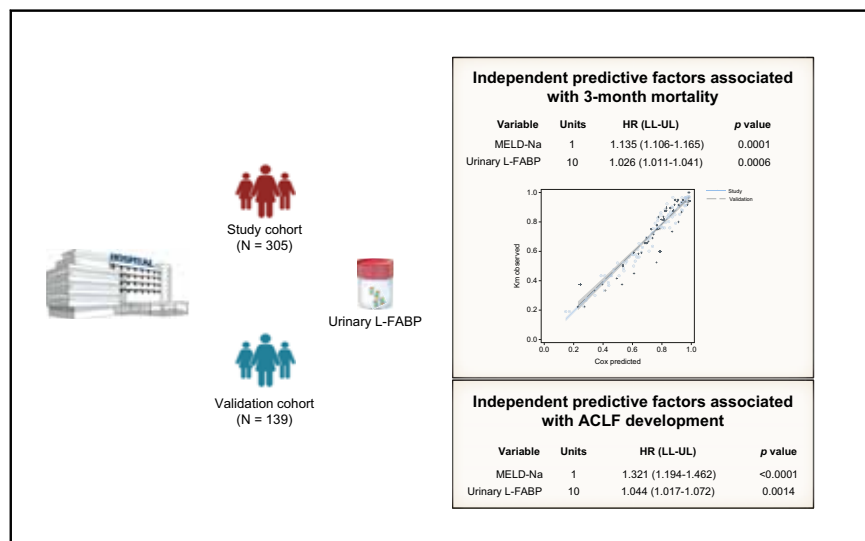 HOSPITAL
Study cohort
(N = 305)
Urinary L-FABP
Validation cohort
(N = 139)
Independent predictive factors associated
with 3-month mortality
Variable Units HR (LL-UL) p value
MELD-Na 1 1.135 (1.106-1.165) 0.0001
Urinary L-FABP 10 1.026 (1.011-1.041) 0.0006
Study
Validation
Km observed
1.0
0.8
0.6
0.4
0.2
0.0
0.0 0.2 0.4 0.6 0.8 1.0
Cox predicted
Independent predictive factors associated
with ACLF development
Variable Units HR (LL-UL) p value
MELD-Na 1 1.321 (1.194-1.462) <0.0001
Urinary L-FABP 10 1.044 (1.017-1.072) 0.0014